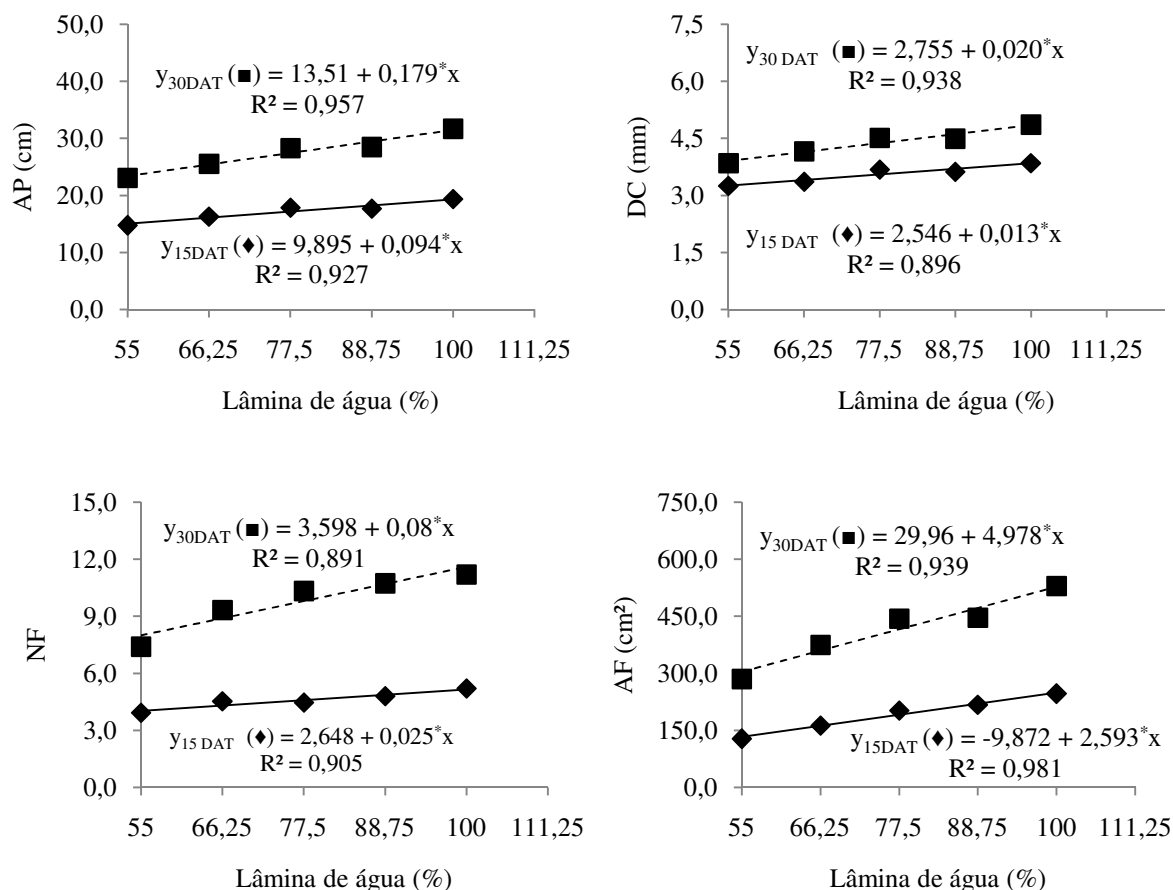 50,0
40,0
30,0
20,0
10,0
0,0
AP (cm)
y30DAT (■) = 13,51 + 0,179*x
R² = 0,957
y15DAT (♦) = 9,895 + 0,094*x
R² = 0,927
55 66,25 77,5 88,75 100 111,25
Lâmina de água (%)
7,5
6,0
4,5
3,0
1,5
0,0
DC (mm)
y30 DAT (■) = 2,755 + 0,020*x
R² = 0,938
y15 DAT (♦) = 2,546 + 0,013*x
R² = 0,896
55 66,25 77,5 88,75 100 111,25
Lâmina de água (%)
15,0
12,0
9,0
6,0
3,0
0,0
NF
y30DAT (■) = 3,598 + 0,08*x
R² = 0,891
y15 DAT (♦) = 2,648 + 0,025*x
R² = 0,905
55 66,25 77,5 88,75 100 111,25
Lâmina de água (%)
750,0
600,0
450,0
300,0
150,0
0,0
AF (cm²)
y30DAT (■) = 29,96 + 4,978*x
R² = 0,939
y15DAT (♦) = -9,872 + 2,593*x
R² = 0,981
55 66,25 77,5 88,75 100 111,25
Lâmina de água (%)